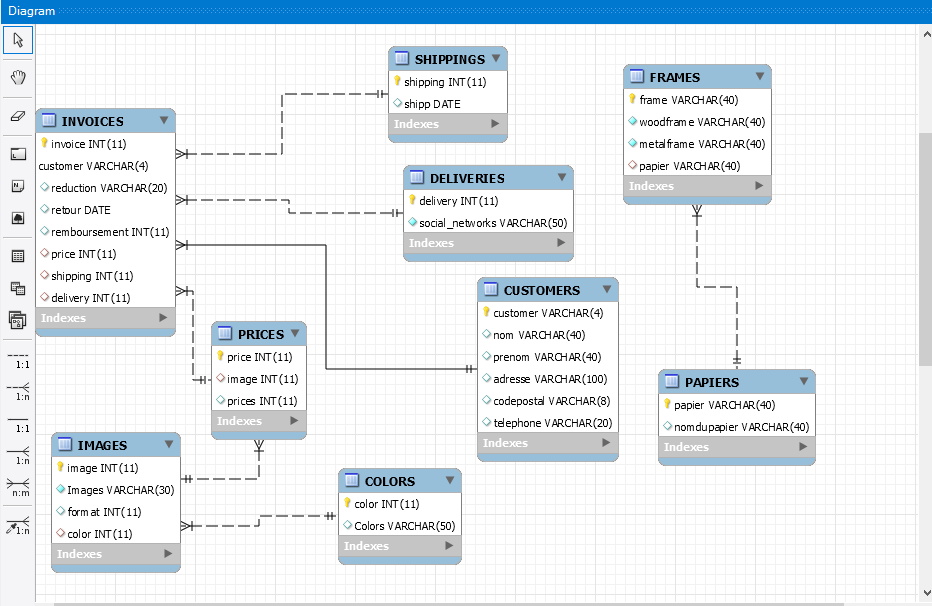 Diagram
SHIPPINGS
shipping INT(11)
shipp DATE
Indexes
FRAMES
frame VARCHAR(40)
woodframe VARCHAR(40)
metalframe VARCHAR(40)
papier VARCHAR(40)
Indexes
INVOICES
invoice INT(11)
customer VARCHAR(4)
reduction VARCHAR(20)
retour DATE
remboursement INT(11)
price INT(11)
shipping INT(11)
delivery INT(11)
Indexes
DELIVERIES
delivery INT(11)
social_networks VARCHAR(50)
Indexes
CUSTOMERS
customer VARCHAR(4)
nom VARCHAR(40)
prenom VARCHAR(40)
adresse VARCHAR(100)
codepostal VARCHAR(8)
telephone VARCHAR(20)
Indexes
PRICES
price INT(11)
image INT(11)
prices INT(11)
Indexes
PAPIERS
papier VARCHAR(40)
nomdupapier VARCHAR(40)
Indexes
IMAGES
image INT(11)
Images VARCHAR(30)
format INT(11)
color INT(11)
Indexes
COLORS
color INT(11)
Colors VARCHAR(50)
Indexes
1:1
1:n
1:1
1:n
n:m
1:n